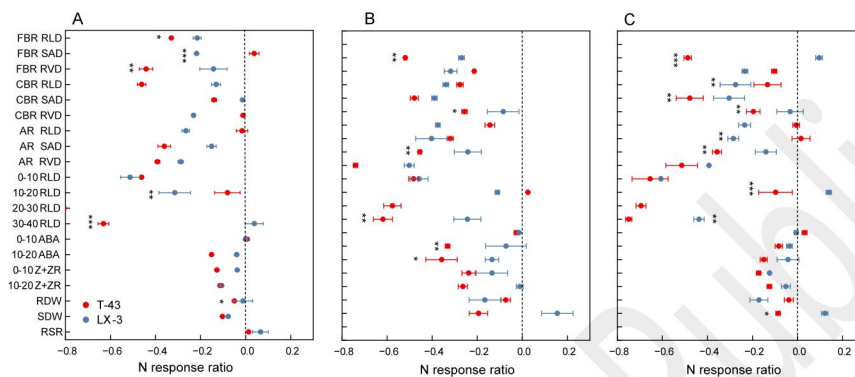 A
B
C
FBR RLD
FBR SAD
FBR RVD
CBR RLD
CBR SAD
CBR RVD
AR RLD
AR SAD
AR RVD
0-10 RLD
10-20 RLD
20-30 RLD
30-40 RLD
0-10 ABA
10-20 ABA
0-10 Z+ZR
10-20 Z+ZR
RDW
SDW
RSR
T-43
LX-3
*
***
**
**
***
*
**
*
**
**
**
*
***
**
**
**
**
**
***
**
*
−0.8 −0.6 −0.4 −0.2 0.0 0.2
−0.8 −0.6 −0.4 −0.2 0.0 0.2
−0.8 −0.6 −0.4 −0.2 0.0 0.2
N response ratio
N response ratio
N response ratio
Publi